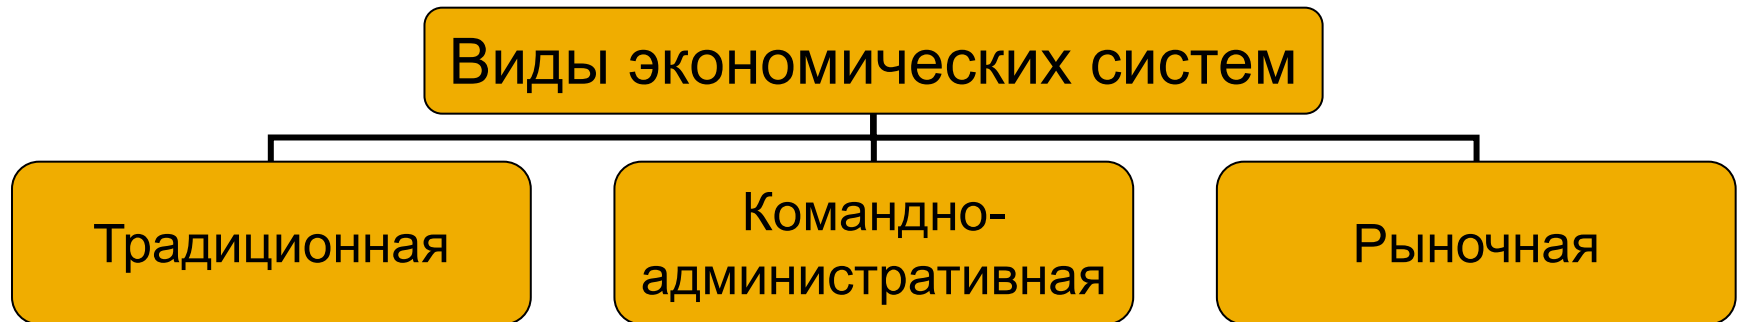 Виды экономических систем
Традиционная
Командно-
административная
Рыночная